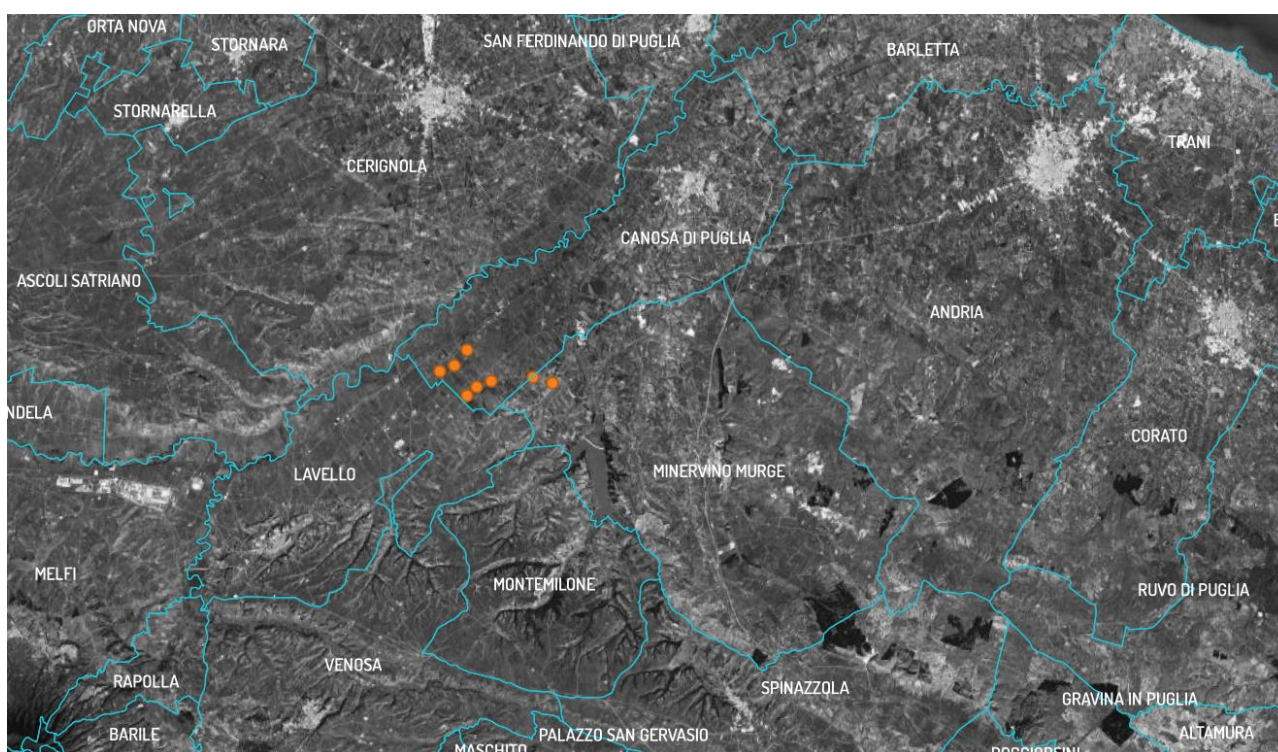 ORTA NOVA
STORNARA
SAN FERDINANDO DI PUGLIA
BARLETTA
STORNARELLA
TRANI
CERIGNOLA
CANOSA DI PUGLIA
ASCOLI SATRIANO
ANDRIA
NDELA
CORATO
LAVELLO
MINERVINO MURGE
MELFI
MONTEMILONE
RUVO DI PUGLIA
VENOSA
RAPOLLA
SPINAZZOLA
GRAVINA IN PUGLIA
BARILE
PALAZZO SAN GERVASIO
ALTAMURA
MASCHITO